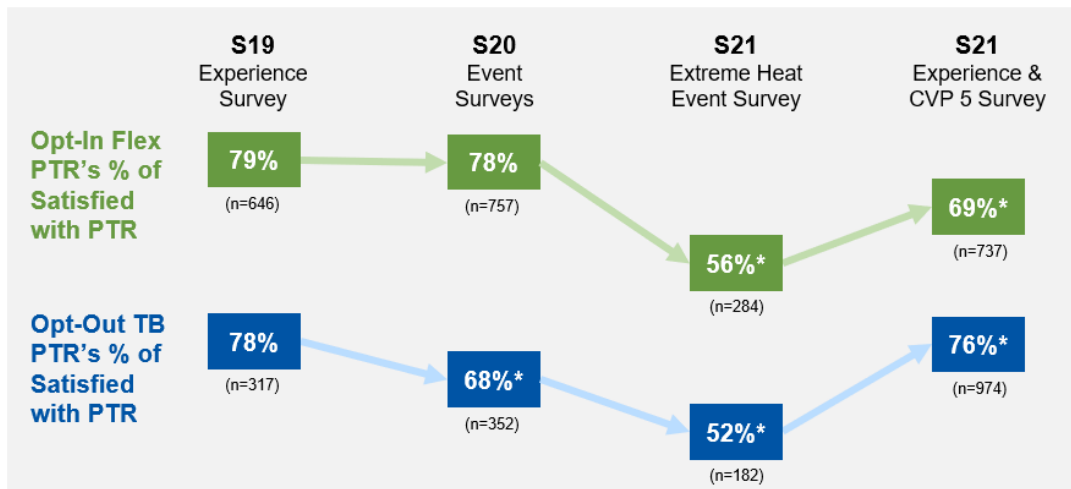 S19
Experience
Survey
S20
Event
Surveys
S21
Extreme Heat
Event Survey
S21
Experience &
CVP 5 Survey
Opt-In Flex
PTR's % of
Satisfied
with PTR
79%
(n=646)
78%
(n=757)
56%*
(n=284)
69%*
(n=737)
Opt-Out TB
PTR's % of
Satisfied
with PTR
78%
(n=317)
68%*
(n=352)
52%*
(n=182)
76%*
(n=974)